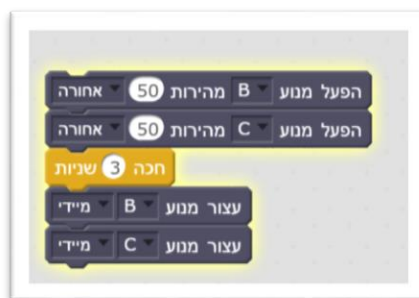 הפעל מנוע B מהירות 50 אחורה
הפעל מנוע C מהירות 50 אחורה
חכה 3 שניות
עצור מנוע B מיידי
עצור מנוע C מיידי